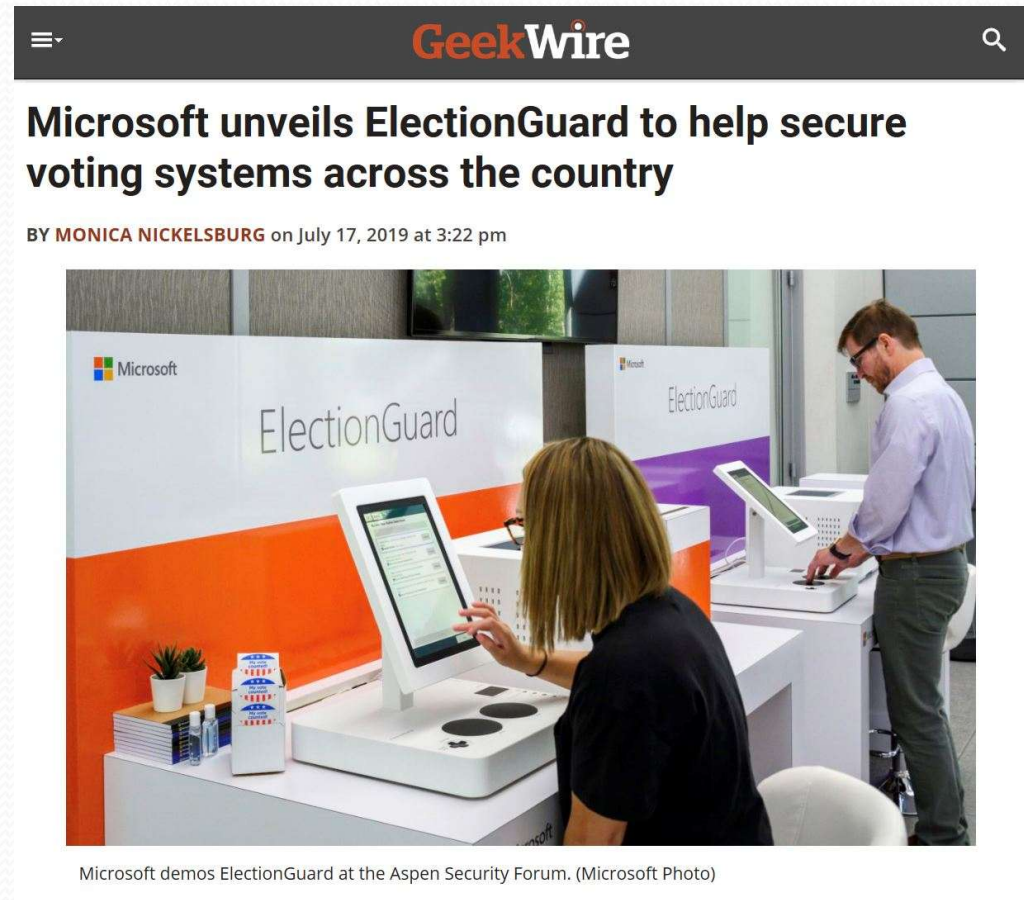 GeekWire
Microsoft unveils ElectionGuard to help secure
voting systems across the country
BY MONICA NICKELSBURG on July 17, 2019 at 3:22 pm
Microsoft
ElectionGuard
Microsoft
ElectionGuard
Microsoft demos ElectionGuard at the Aspen Security Forum. (Microsoft Photo)